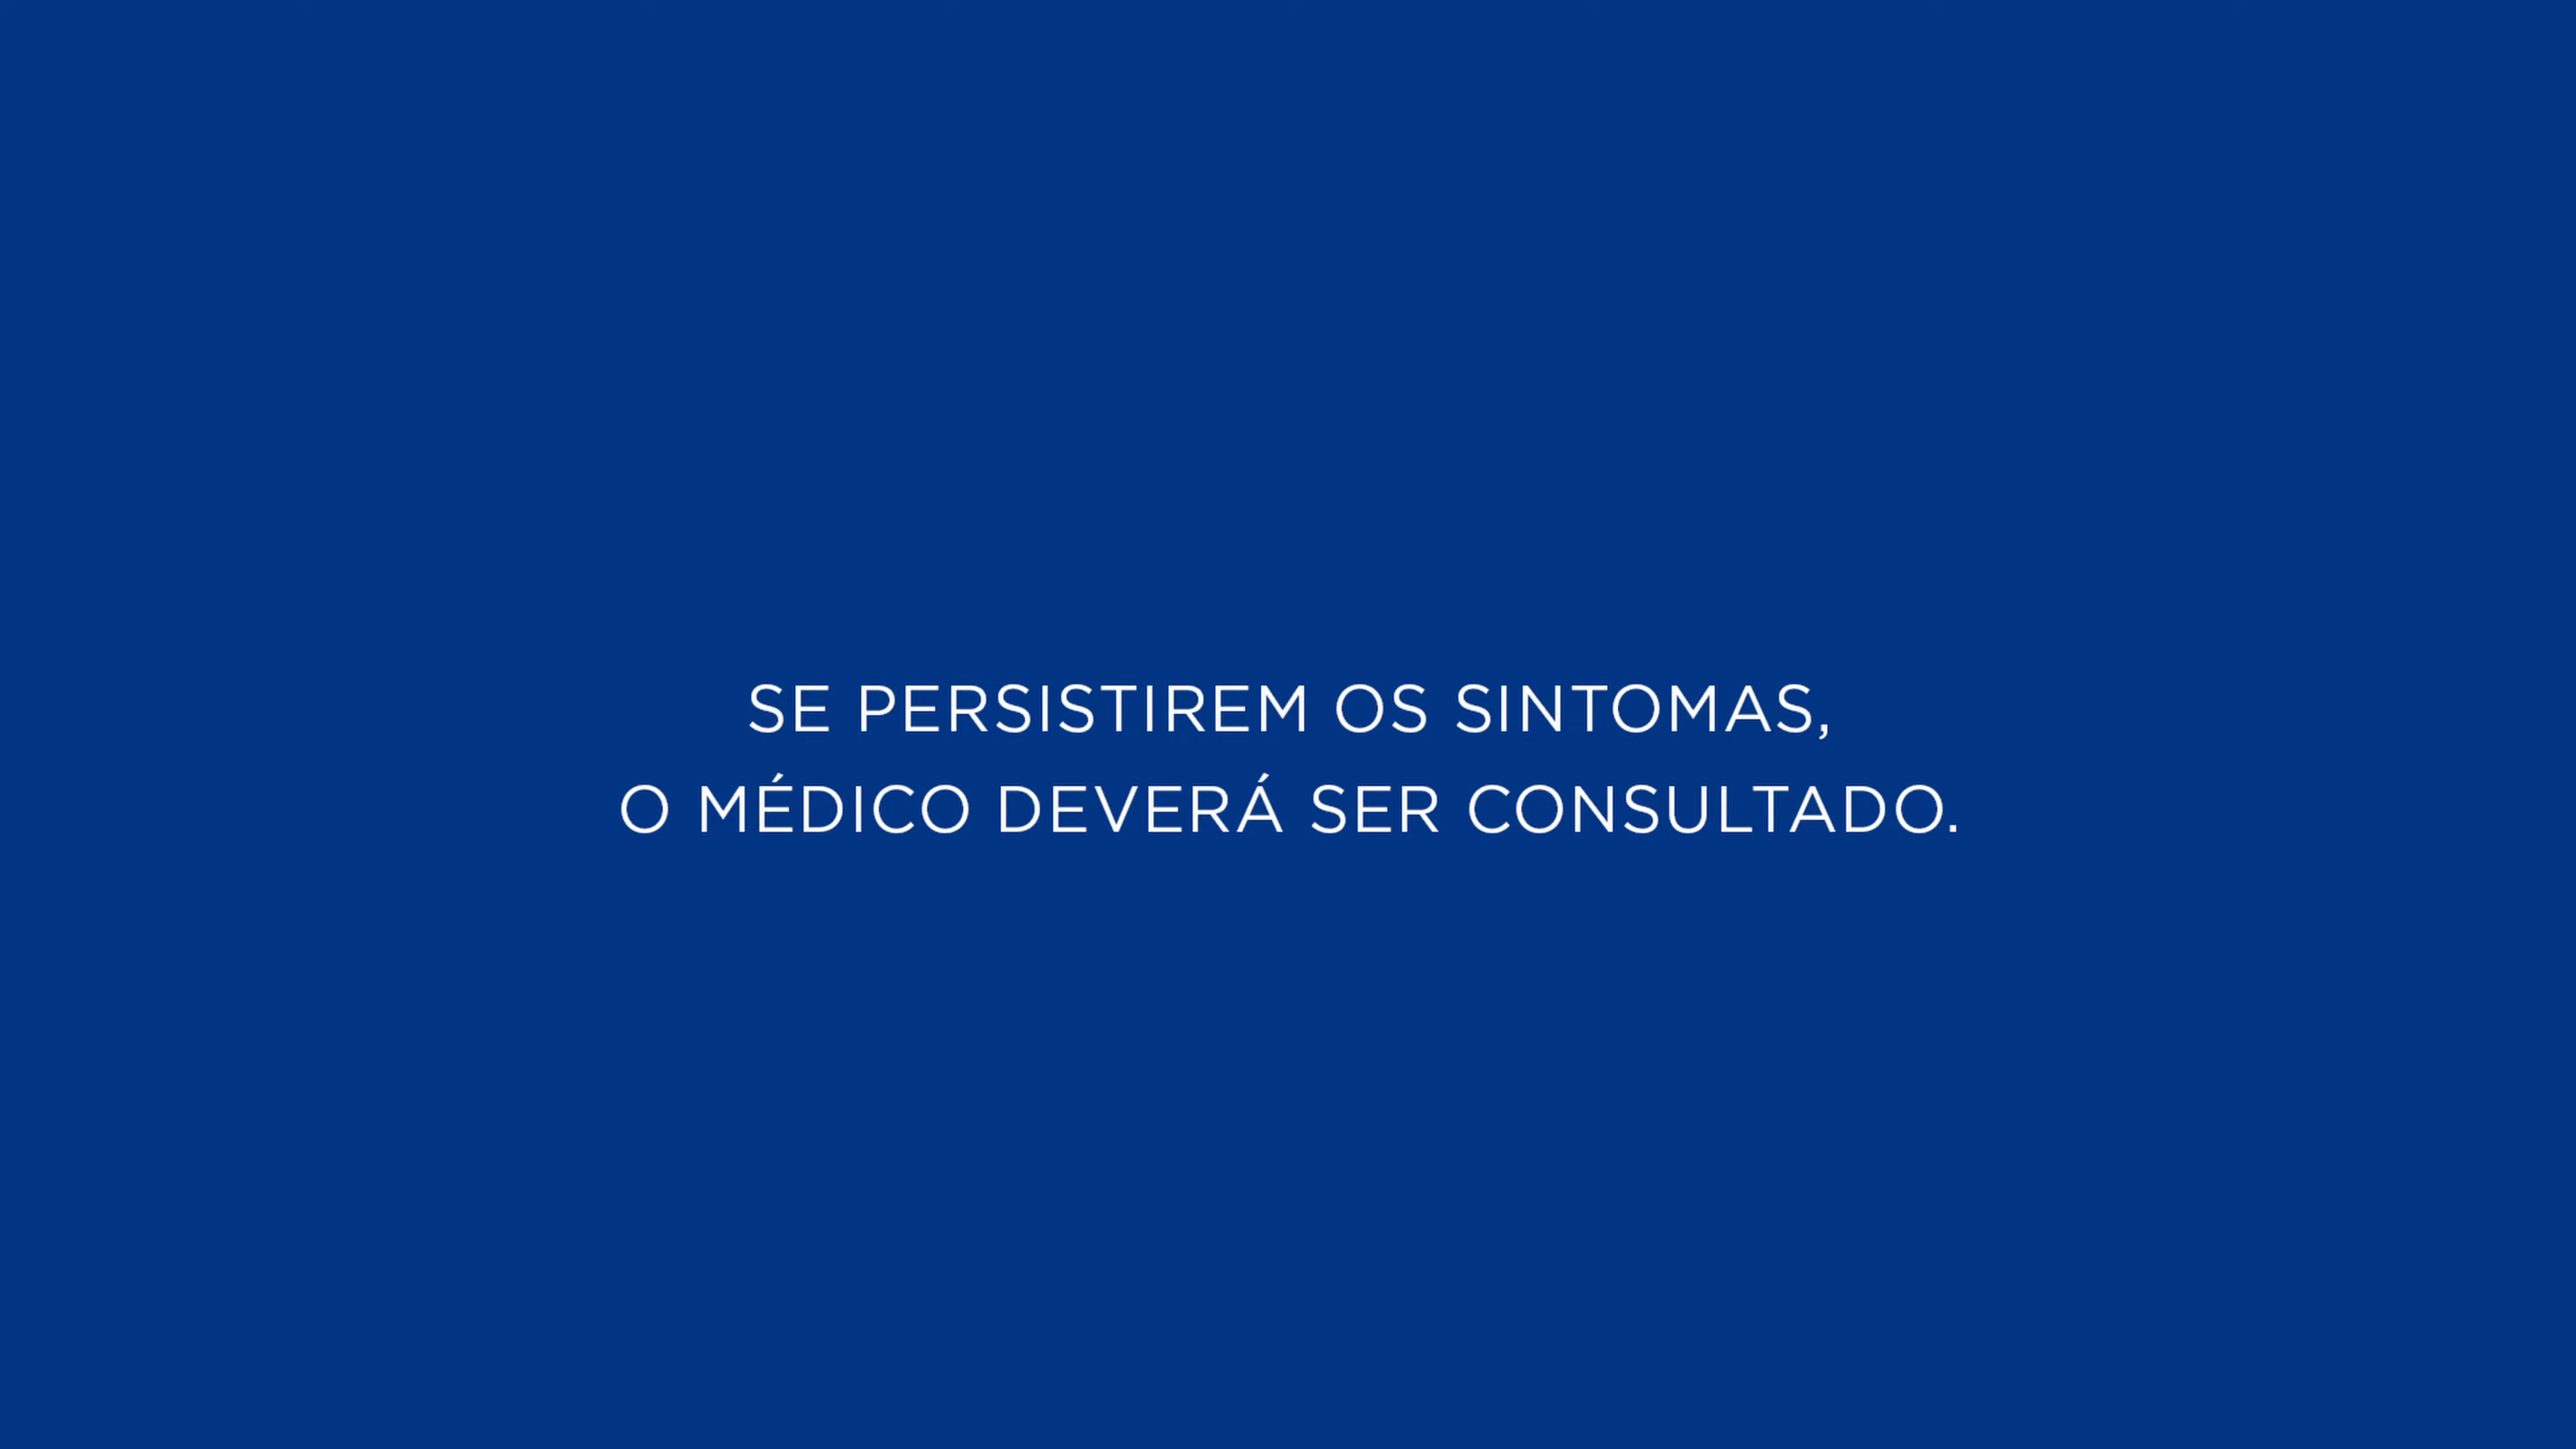 SE PERSISTIREM OS SINTOMAS,
O MÉDICO DEVERÁ SER CONSULTADO.